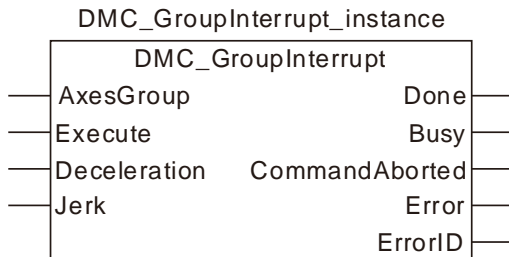 DMC_GroupInterrupt_instance
DMC_GroupInterrupt
AxesGroup Done
Execute Busy
Deceleration CommandAborted
Jerk Error
ErrorID